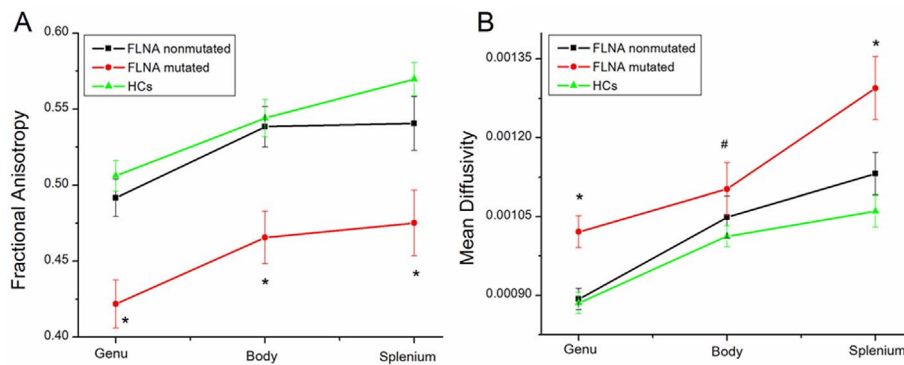 A
0.60
0.55
0.50
0.45
0.40
Fractional Anisotropy
FLNA nonmutated
FLNA mutated
HCs
*
*
*
Genu
Body
Splenium
B
0.00135
0.00120
0.00105
0.00090
Mean Diffusivity
FLNA nonmutated
FLNA mutated
HCs
*
#
*
Genu
Body
Splenium